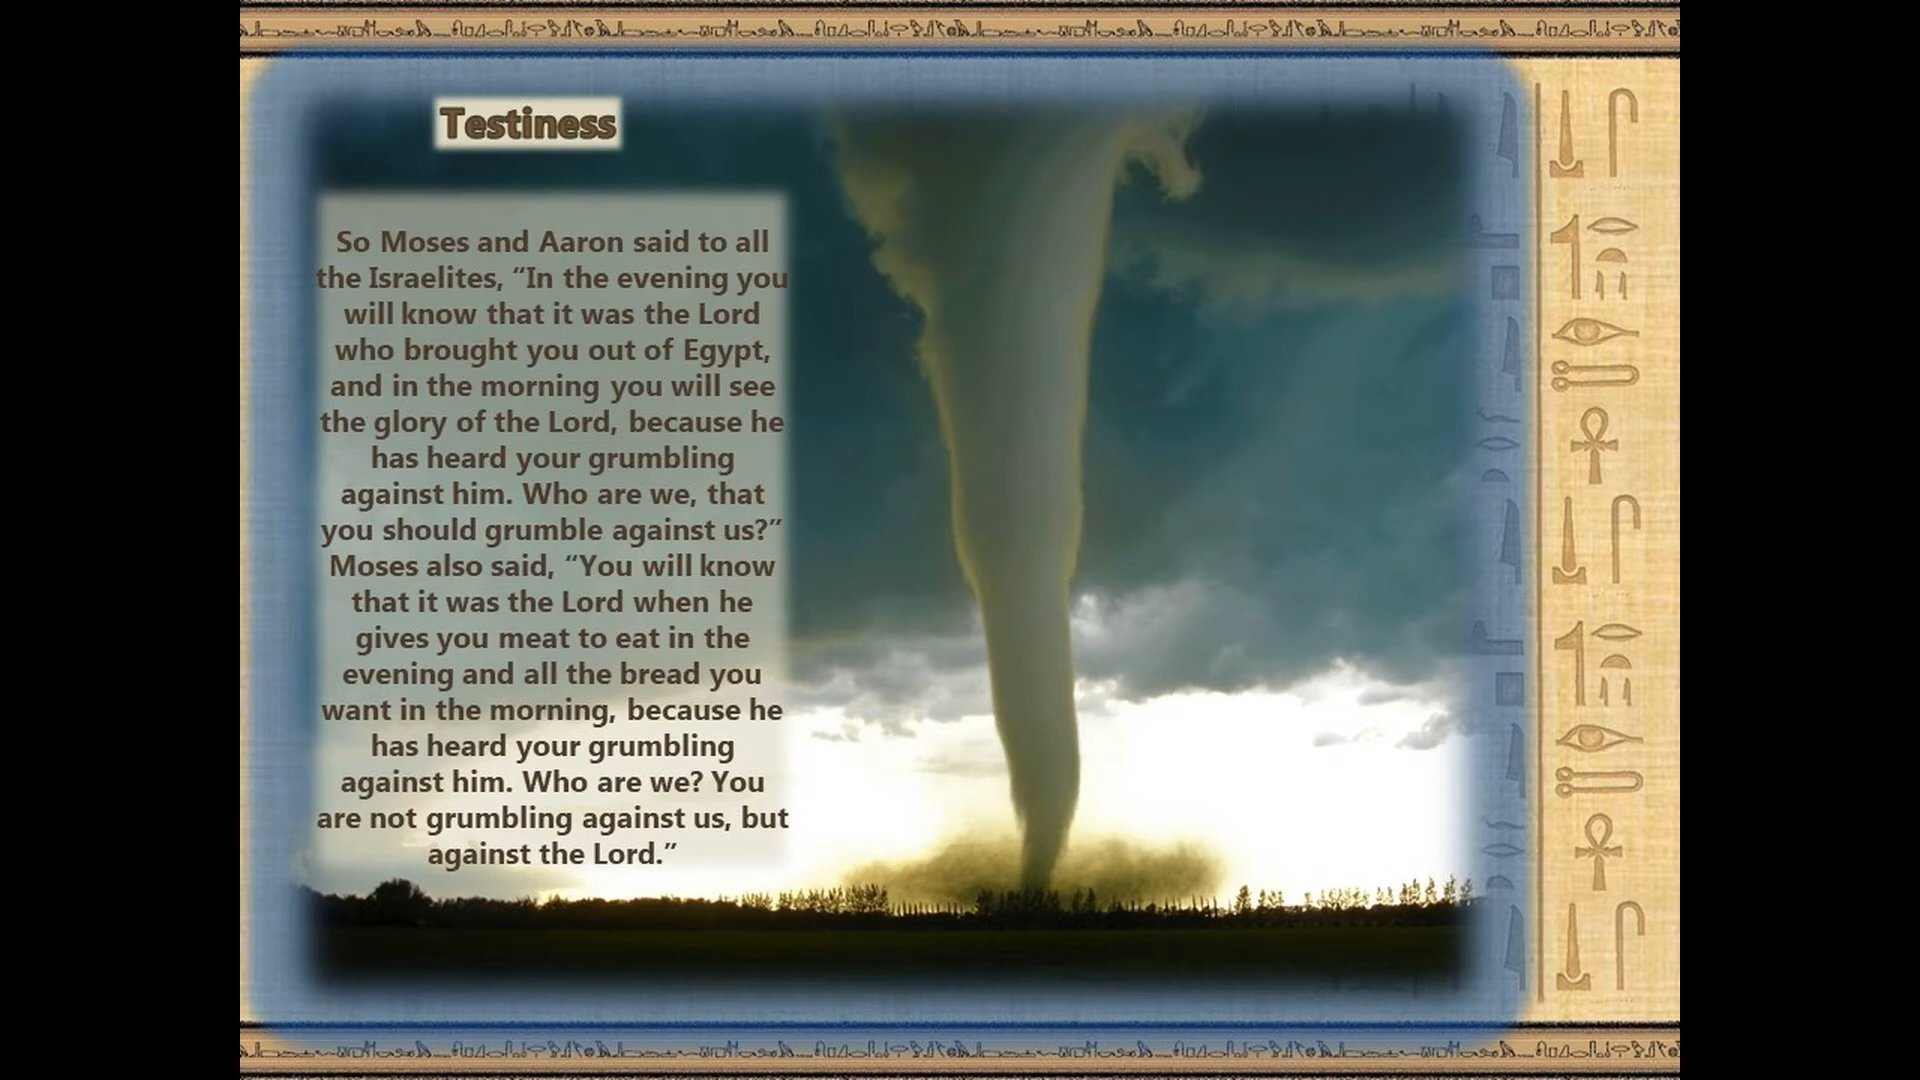 Testiness
So Moses and Aaron said to all
the Israelites, “In the evening you
will know that it was the Lord
who brought you out of Egypt,
and in the morning you will see
the glory of the Lord, because he
has heard your grumbling
against him. Who are we, that
you should grumble against us?”
Moses also said, “You will know
that it was the Lord when he
gives you meat to eat in the
evening and all the bread you
want in the morning, because he
has heard your grumbling
against him. Who are we? You
are not grumbling against us, but
against the Lord.”